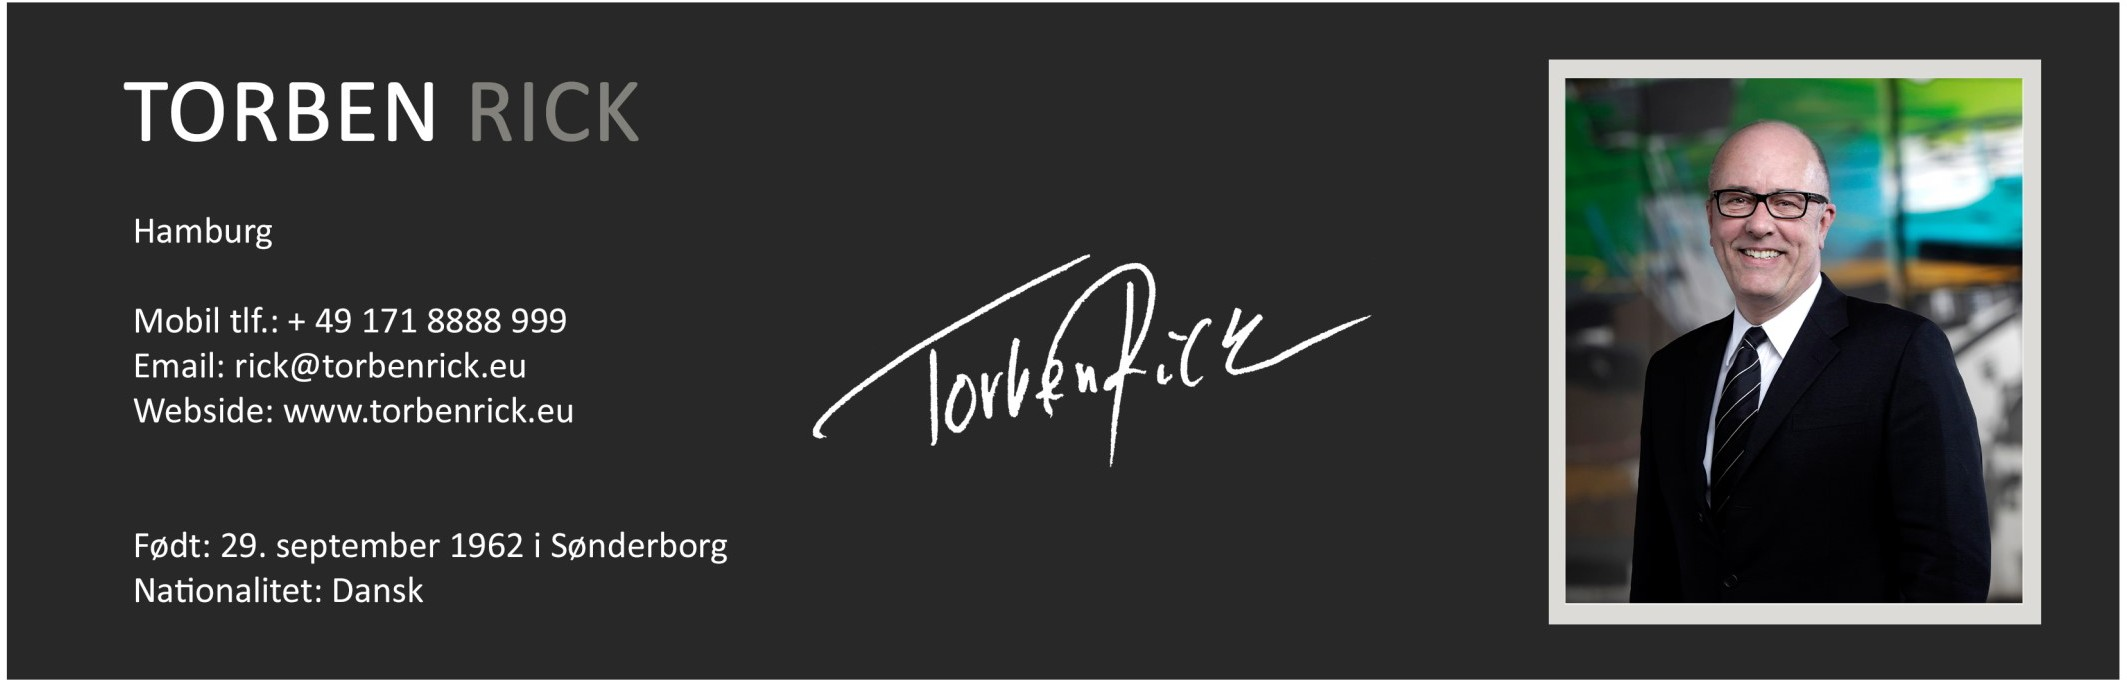 TORBEN RICK
Hamburg
Mobil tlf.: + 49 171 8888 999
Email: rick@torbenrick.eu
Webside: www.torbenrick.eu
Torben Rick
Født: 29. september 1962 i Sønderborg
Nationalitet: Dansk